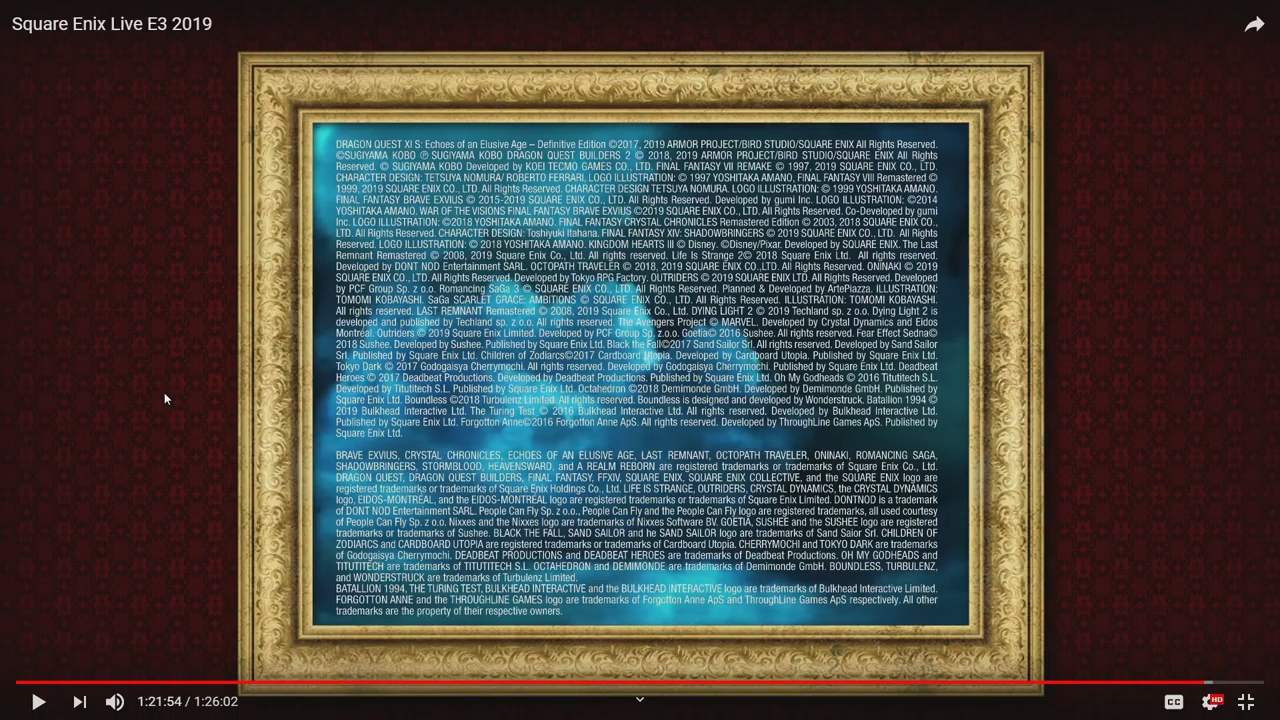 Square Enix Live E3 2019
DRAGON QUEST XI S: Echoes of an Elusive Age – Definitive Edition ©2017, 2019 ARMOR PROJECT/BIRD STUDIO/SQUARE ENIX All Rights Reserved.
©SUGIYAMA KOBO ℗ SUGIYAMA KOBO DRAGON QUEST BUILDERS 2 © 2018, 2019 ARMOR PROJECT/BIRD STUDIO/SQUARE ENIX All Rights
Reserved. © SUGIYAMA KOBO Developed by KOEI TECMO GAMES CO., LTD. FINAL FANTASY VII REMAKE © 1997, 2019 SQUARE ENIX CO., LTD.
CHARACTER DESIGN: TETSUYA NOMURA/ ROBERTO FERRARI. LOGO ILLUSTRATION: © 1997 YOSHITAKA AMANO, FINAL FANTASY VIII Remastered ©
1999, 2019 SQUARE ENIX CO., LTD. All Rights Reserved. CHARACTER DESIGN TETSUYA NOMURA. LOGO ILLUSTRATION: © 1999 YOSHITAKA AMANO.
FINAL FANTASY BRAVE EXVIUS © 2015-2019 SQUARE ENIX CO., LTD. All Rights Reserved. Developed by gumi Inc. LOGO ILLUSTRATION: ©2014
YOSHITAKA AMANO. WAR OF THE VISIONS FINAL FANTASY BRAVE EXVIUS ©2019 SQUARE ENIX CO., LTD. All Rights Reserved. Co-Developed by gumi
Inc. LOGO ILLUSTRATION: ©2018 YOSHITAKA AMANO. FINAL FANTASY CRYSTAL CHRONICLES Remastered Edition © 2003, 2018 SQUARE ENIX CO.,
LTD. All Rights Reserved. CHARACTER DESIGN: Toshiyuki Itahana. FINAL FANTASY XIV: SHADOWBRINGERS © 2019 SQUARE ENIX CO., LTD. All Rights
Reserved. LOGO ILLUSTRATION: © 2018 YOSHITAKA AMANO. KINGDOM HEARTS III © Disney. ©Disney/Pixar. Developed by SQUARE ENIX. The Last
Remnant Remastered © 2008, 2019 Square Enix Co., Ltd. All rights reserved. Life Is Strange 2© 2018 Square Enix Ltd. All rights reserved.
Developed by DONT NOD Entertainment SARL. OCTOPATH TRAVELER © 2018, 2019 SQUARE ENIX CO.,LTD. All Rights Reserved. ONINAKI © 2019
SQUARE ENIX CO., LTD. All Rights Reserved. Developed by Tokyo RPG Factory. OUTRIDERS © 2019 SQUARE ENIX LTD. All Rights Reserved. Developed
by PCF Group Sp. z o.o. Romancing SaGa 3 © SQUARE ENIX CO., LTD. All Rights Reserved. Planned & Developed by ArtePiazza. ILLUSTRATION:
TOMOMI KOBAYASHI. SaGa SCARLET GRACE: AMBITIONS © SQUARE ENIX CO., LTD. All Rights Reserved. ILLUSTRATION: TOMOMI KOBAYASHI.
All rights reserved. LAST REMNANT Remastered © 2008, 2019 Square Enix Co., Ltd. All rights reserved. DYING LIGHT 2 © 2019 Techland sp. z o.o. Dying Light 2 is
developed and published by Techland sp. z o.o. All rights reserved. The Avengers Project © MARVEL. Developed by Crystal Dynamics and Eidos
Montréal. Outriders © 2019 Square Enix Limited. Developed by PCF Group Sp. z.o.o. Goetia© 2016 Sushee. All rights reserved. Fear Effect Sedna©
2018 Sushee. Developed by Sushee. Published by Square Enix Ltd. Black the Fall©2017 Sand Sailor Srl. All rights reserved. Developed by Sand Sailor
Srl. Published by Square Enix Ltd. Children of Zodiarcs©2017 Cardboard Utopia. Developed by Cardboard Utopia. Published by Square Enix Ltd.
Tokyo Dark © 2017 Godogaisya Cherrymochi. All rights reserved. Developed by Godogaisya Cherrymochi. Published by Square Enix Ltd. Deadbeat
Heroes © 2017 Deadbeat Productions. Developed by Deadbeat Productions. Published by Square Enix Ltd. Oh My Godheads © 2016 Titutitech S.L.
Developed by Titutitech S.L. Published by Square Enix Ltd. Octahedron ©2018 Demimonde GmbH. Developed by Demimonde GmbH. Published by
Square Enix Ltd. Boundless ©2018 Turbulenz Limited. All rights reserved. Boundless is designed and developed by Wonderstruck. Batallion 1994 ©
2019 Bulkhead Interactive Ltd. The Turing Test © 2016 Bulkhead Interactive Ltd. All rights reserved. Developed by Bulkhead Interactive Ltd.
Published by Square Enix Ltd. Forgotton Anne©2016 Forgotton Anne ApS. All rights reserved. Developed by ThroughLine Games ApS. Published by
Square Enix Ltd.
BRAVE EXVIUS, CRYSTAL CHRONICLES, ECHOES OF AN ELUSIVE AGE, LAST REMNANT, OCTOPATH TRAVELER, ONINAKI, ROMANCING SAGA,
SHADOWBRINGERS, STORMBLOOD, HEAVENSWARD, and A REALM REBORN are registered trademarks or trademarks of Square Enix Co., Ltd.
DRAGON QUEST, DRAGON QUEST BUILDERS, FINAL FANTASY, FFXIV, SQUARE ENIX, SQUARE ENIX COLLECTIVE, and the SQUARE ENIX logo are
registered trademarks or trademarks of Square Enix Holdings Co., Ltd. LIFE IS STRANGE, OUTRIDERS, CRYSTAL DYNAMICS, the CRYSTAL DYNAMICS
logo, EIDOS-MONTRÉAL, and the EIDOS-MONTRÉAL logo are registered trademarks or trademarks of Square Enix Limited. DONTNOD is a trademark
of DONT NOD Entertainment SARL. People Can Fly Sp. z o.o., People Can Fly and the People Can Fly logo are registered trademarks, all used courtesy
of People Can Fly Sp. z o.o. Nixxes and the Nixxes logo are trademarks of Nixxes Software BV. GOETIA, SUSHEE and the SUSHEE logo are registered
trademarks or trademarks of Sushee. BLACK THE FALL, SAND SAILOR and he SAND SAILOR logo are trademarks of Sand Saior Srl. CHILDREN OF
ZODIARCS and CARDBOARD UTOPIA are registered trademarks or trademarks of Cardboard Utopia. CHERRYMOCHI and TOKYO DARK are trademarks
of Godogaisya Cherrymochi. DEADBEAT PRODUCTIONS and DEADBEAT HEROES are trademarks of Deadbeat Productions. OH MY GODHEADS and
TITUTITECH are trademarks of TITUTITECH S.L. OCTAHEDRON and DEMIMONDE are trademarks of Demimonde GmbH. BOUNDLESS, TURBULENZ,
and WONDERSTRUCK are trademarks of Turbulenz Limited.
BATALLION 1994, THE TURING TEST, BULKHEAD INTERACTIVE and the BULKHEAD INTERACTIVE logo are trademarks of Bulkhead Interactive Limited.
FORGOTTON ANNE and the THROUGHLINE GAMES logo are trademarks of Forgotton Anne ApS and ThroughLine Games ApS respectively. All other
trademarks are the property of their respective owners.
1:21:54 / 1:26:02
CC
HD